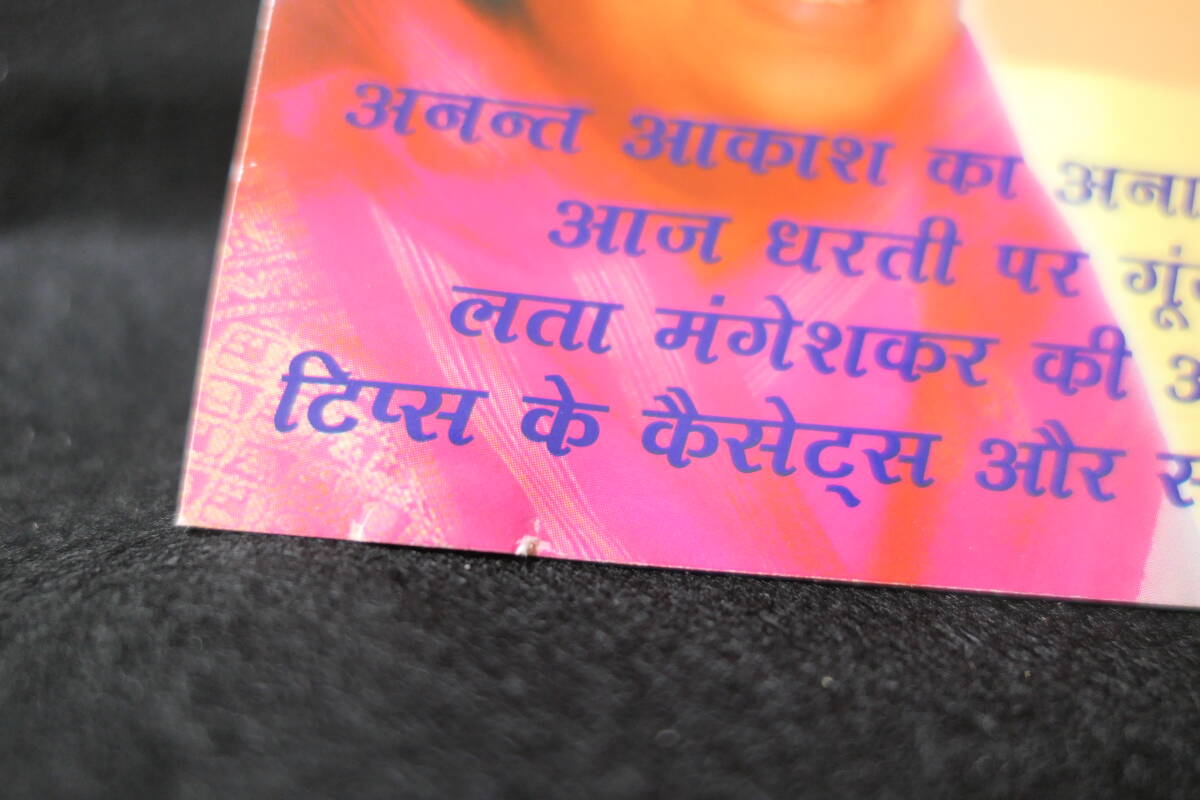 अनन्त आकाश का
आज धरती पर
लता मंगेशकर की
टिप्स के कैसेट्स और